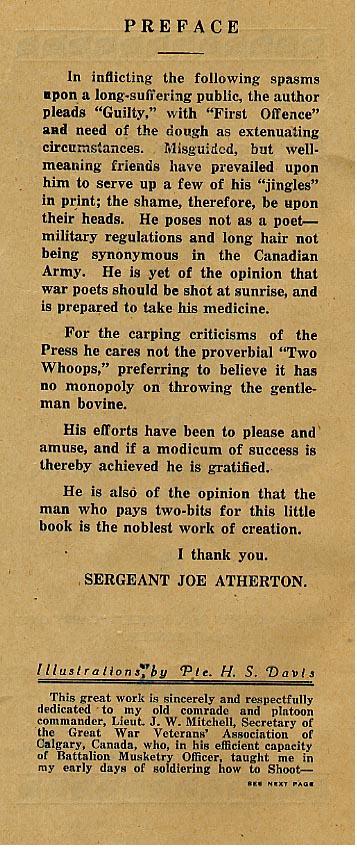 PREFACE
In inflicting the following spasms
upon a long-suffering public, the author
pleads "Guilty," with "First Offence"
and need of the dough as extenuating
circumstances. Misguided, but well-
meaning friends have prevailed upon
him to serve up a few of his "jingles"
in print; the shame, therefore, be upon
their heads. He poses not as a poet—
military regulations and long hair not
being synonymous in the Canadian
Army. He is yet of the opinion that
war poets should be shot at sunrise, and
is prepared to take his medicine.
For the carping criticisms of the
Press he cares not the proverbial "Two
Whoops," preferring to believe it has
no monopoly on throwing the gentle-
man bovine.
His efforts have been to please and
amuse, and if a modicum of success is
thereby achieved he is gratified.
He is also of the opinion that the
man who pays two-bits for this little
book is the noblest work of creation.
I thank you.
SERGEANT JOE ATHERTON.
Illustrations by Pte. H. S. Davis
This great work is sincerely and respectfully
dedicated to my old comrade and platoon
commander, Lieut. J. W. Mitchell, Secretary of
the Great War Veterans' Association of
Calgary, Canada, who, in his efficient capacity
of Battalion Musketry Officer, taught me in
my early days of soldiering how to Shoot—
SEE NEXT PAGE